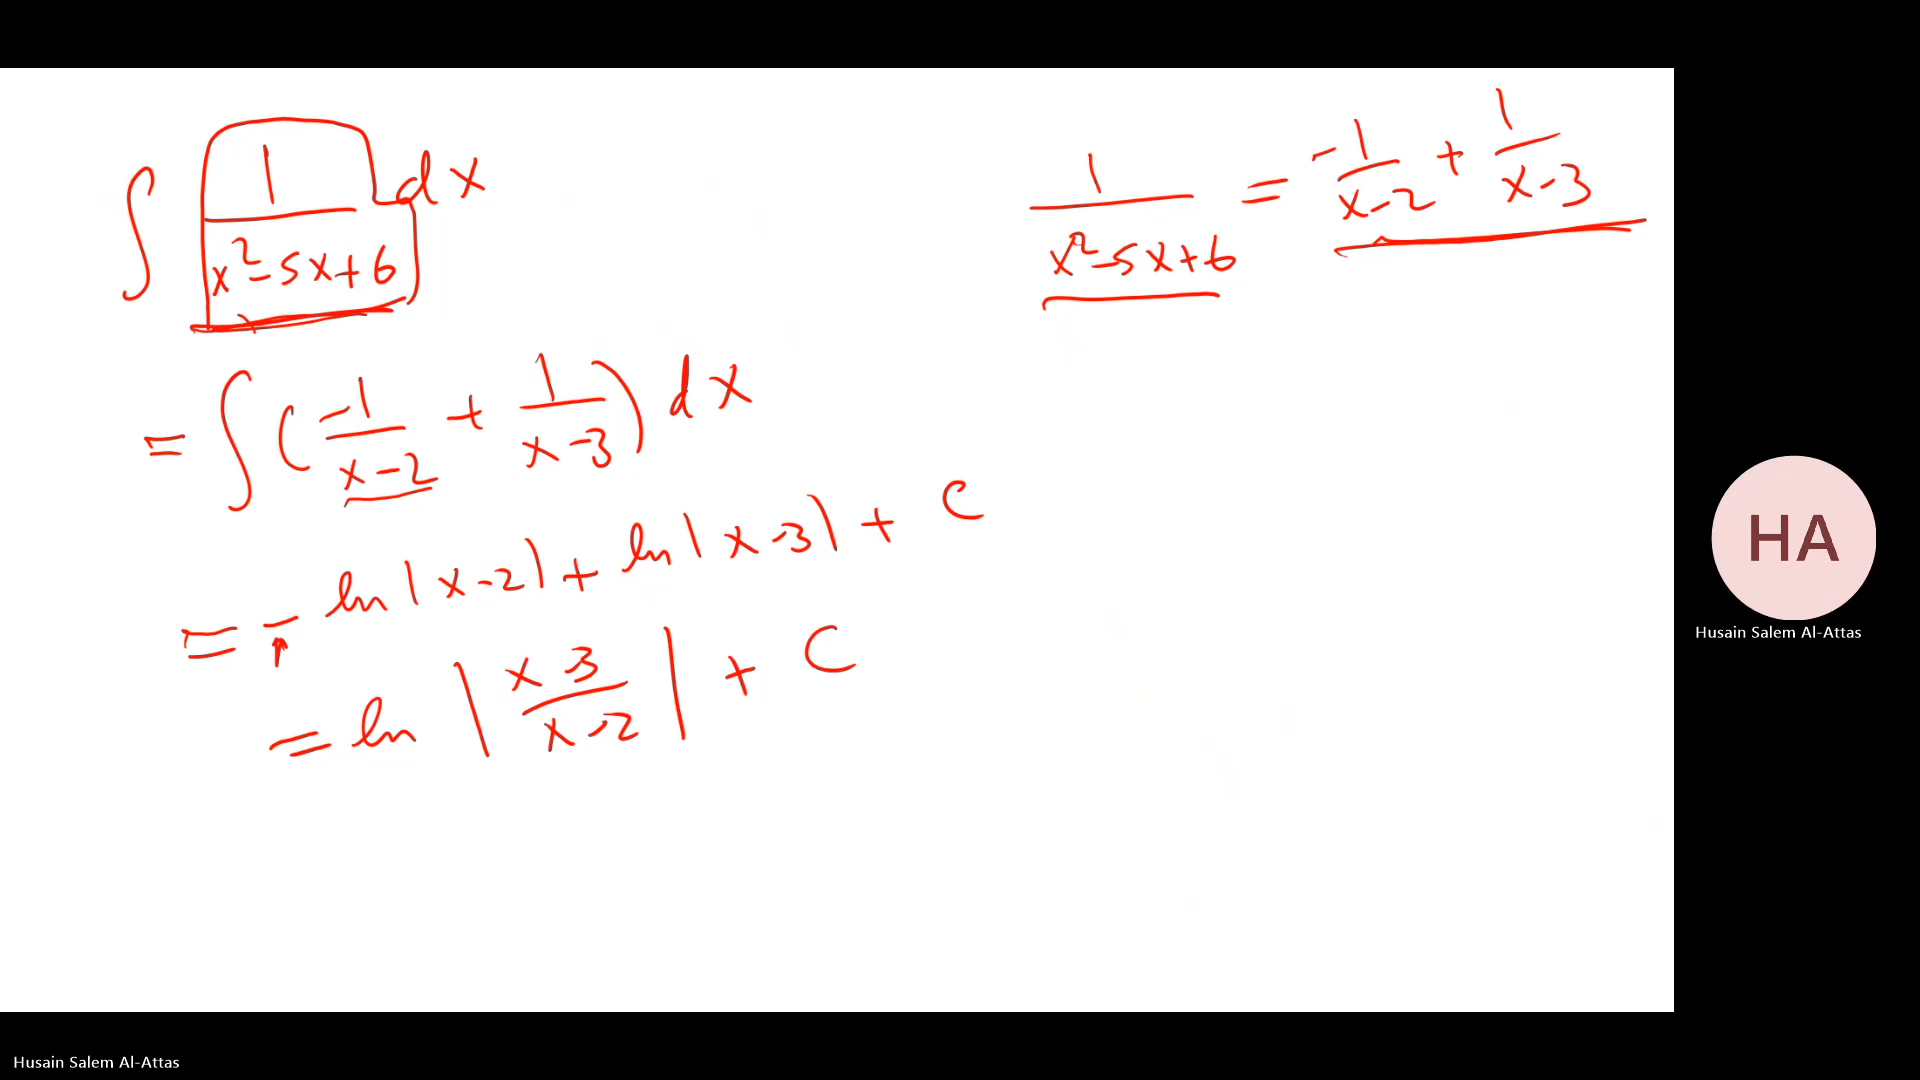 ∫ 1/(x²-5x+6) dx
1/(x²-5x+6) = -1/(x-2) + 1/(x-3)
= ∫ (-1/(x-2) + 1/(x-3)) dx
= - ln|x-2| + ln|x-3| + C
= ln |x-3/x-2| + C
HA
Husain Salem Al-Attas
Husain Salem Al-Attas